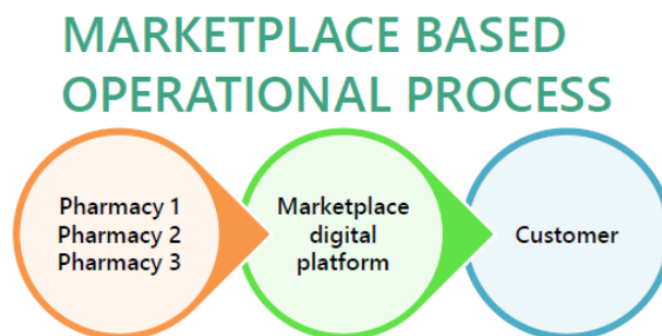 MARKETPLACE BASED
OPERATIONAL PROCESS
Pharmacy 1
Pharmacy 2
Pharmacy 3
Marketplace
digital
platform
Customer